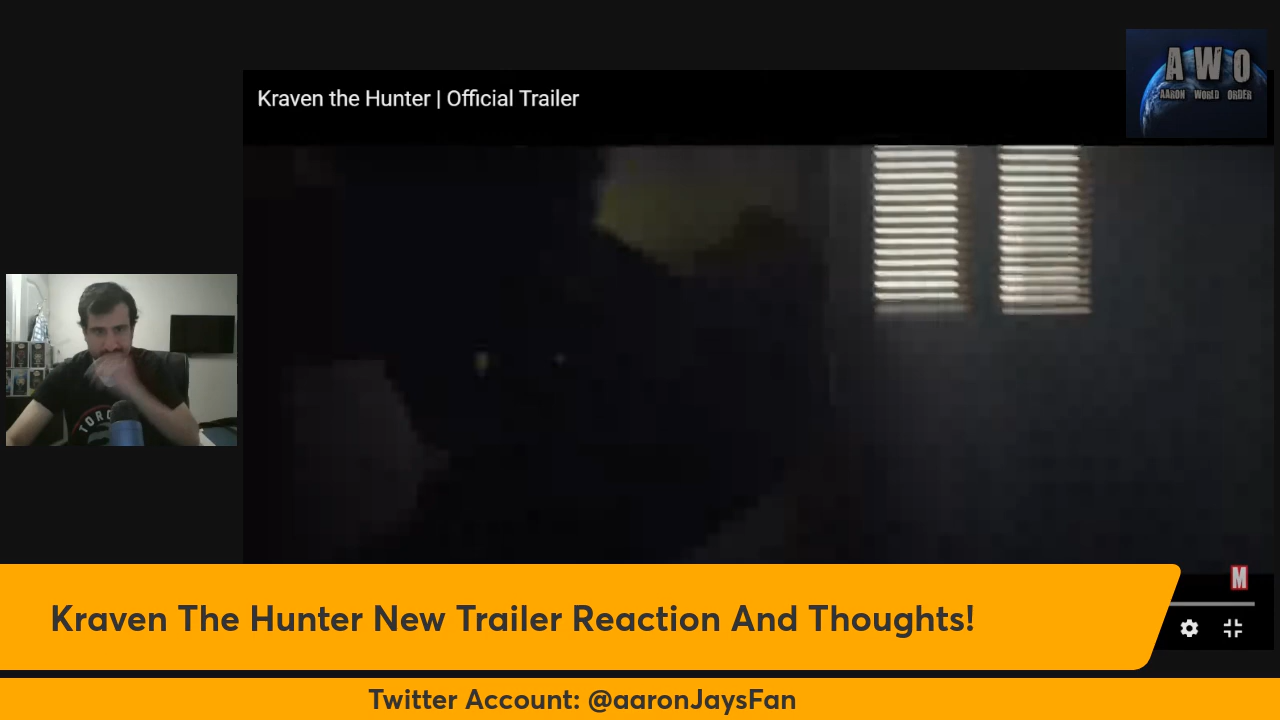 Kraven the Hunter | Official Trailer
A W O
AARON WORLD ORDER
TORO
M
Kraven The Hunter New Trailer Reaction And Thoughts!
Twitter Account: @aaronJaysFan